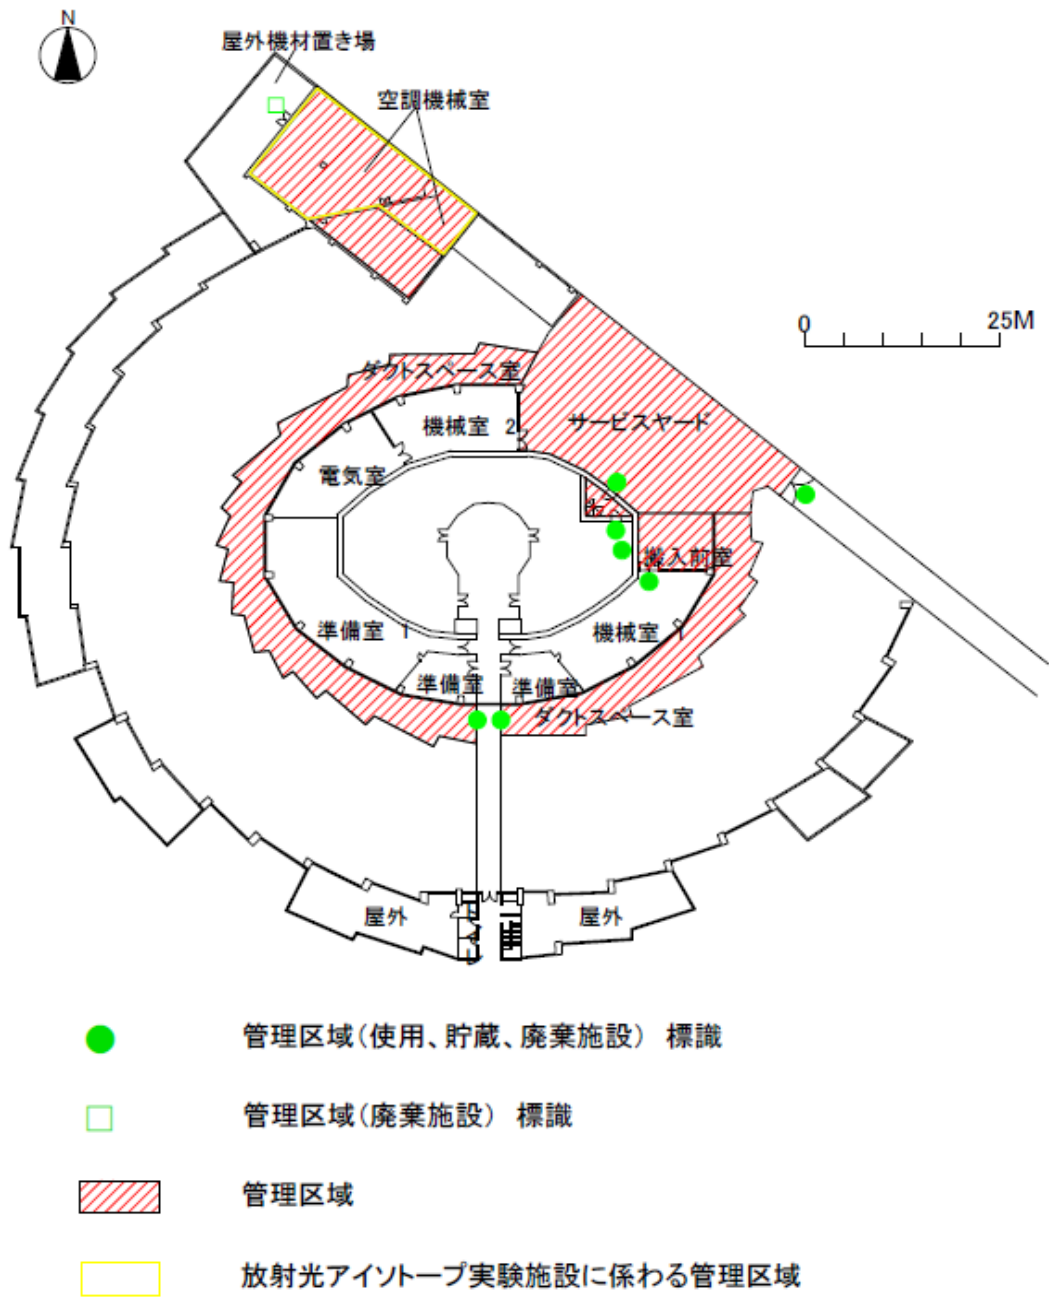 N
屋外機材置き場
空調機械室
0 25M
ダクトスペース室
サービスヤード
機械室 2
電気室
搬入前室
準備室 1
機械室 1
準備室
準備室
ダクトスペース室
屋外
屋外
管理区域(使用、貯蔵、廃棄施設) 標識
管理区域(廃棄施設) 標識
管理区域
放射光アイソトープ実験施設に係わる管理区域